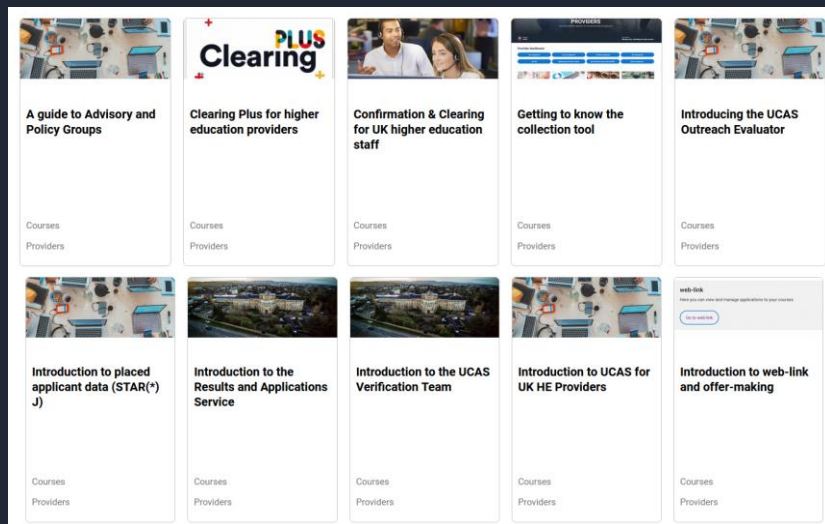 PLUS
Clearing
PROVIDERS
web-link
Here you can view and manage applications to your courses
Go to web-link
A guide to Advisory and
Policy Groups
Courses
Providers
Clearing Plus for higher
education providers
Courses
Providers
Confirmation & Clearing
for UK higher education
staff
Courses
Providers
Getting to know the
collection tool
Courses
Providers
Introducing the UCAS
Outreach Evaluator
Courses
Providers
Introduction to placed
applicant data (STAR(*)
J)
Courses
Providers
Introduction to the
Results and Applications
Service
Courses
Providers
Introduction to the UCAS
Verification Team
Courses
Providers
Introduction to UCAS for
UK HE Providers
Courses
Providers
Introduction to web-link
and offer-making
Courses
Providers